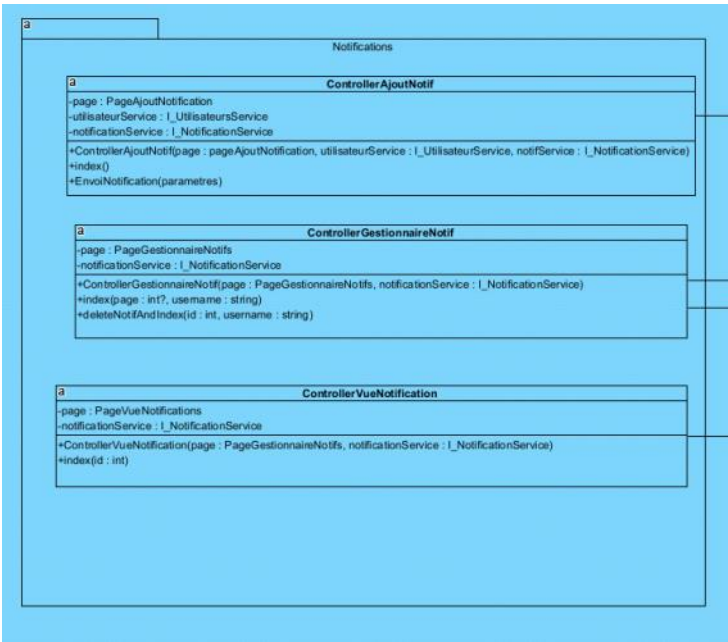 a
Notifications
a
ControllerAjoutNotif
-page : PageAjoutNotification
-utilisateurService : I_UtilisateursService
-notificationService : I_NotificationService
+ControllerAjoutNotif(page : pageAjoutNotification, utilisateurService : I_UtilisateurService, notifService : I_NotificationService)
+index()
+EnvoiNotification(parametres)
a
ControllerGestionnaireNotif
-page : PageGestionnaireNotifs
-notificationService : I_NotificationService
+ControllerGestionnaireNotif(page : PageGestionnaireNotifs, notificationService : I_NotificationService)
+index(page : int?, username : string)
+deleteNotifAndIndex(id : int, username : string)
a
ControllerVueNotification
-page : PageVueNotifications
-notificationService : I_NotificationService
+ControllerVueNotification(page : PageGestionnaireNotifs, notificationService : I_NotificationService)
+index(id : int)